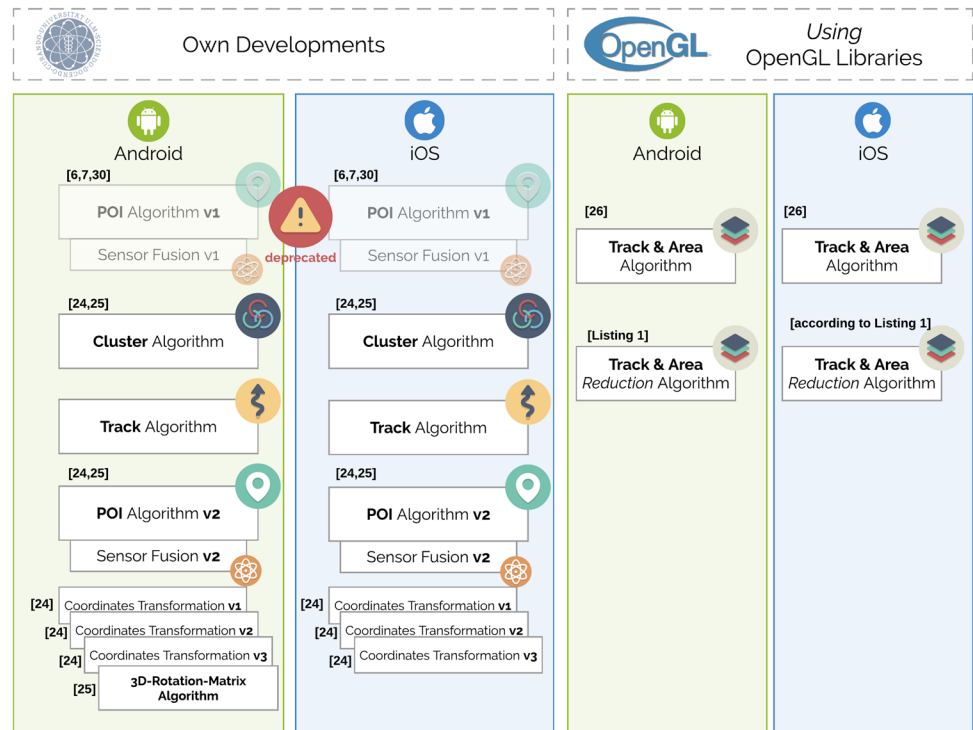 CURANDO·UNIVERSITÄT ULM·SCIENDO·DOCENDO
Own Developments
OpenGL
Using
OpenGL Libraries
Android
[6,7,30]
POI Algorithm v1
Sensor Fusion v1
deprecated
[24,25]
Cluster Algorithm
Track Algorithm
[24,25]
POI Algorithm v2
Sensor Fusion v2
[24] Coordinates Transformation v1
[24] Coordinates Transformation v2
[24] Coordinates Transformation v3
[25] 3D-Rotation-Matrix
Algorithm
iOS
[6,7,30]
POI Algorithm v1
Sensor Fusion v1
[24,25]
Cluster Algorithm
Track Algorithm
[24,25]
POI Algorithm v2
Sensor Fusion v2
[24] Coordinates Transformation v1
[24] Coordinates Transformation v2
[24] Coordinates Transformation v3
Android
[26]
Track & Area
Algorithm
[Listing 1]
Track & Area
Reduction Algorithm
iOS
[26]
Track & Area
Algorithm
[according to Listing 1]
Track & Area
Reduction Algorithm